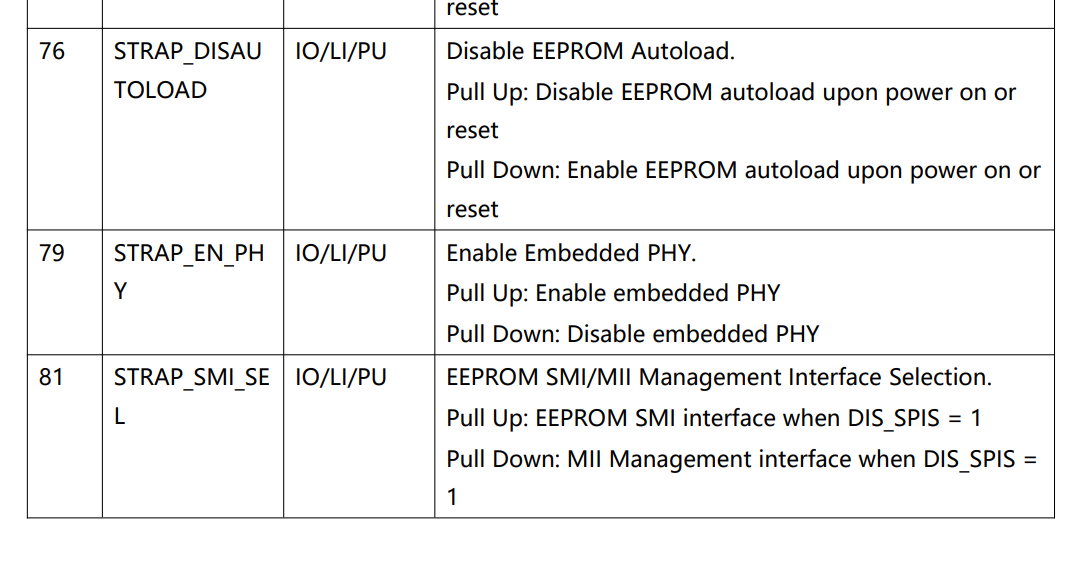 reset
76 STRAP_DISAU IO/LI/PU Disable EEPROM Autoload.
TOLOAD Pull Up: Disable EEPROM autoload upon power on or
reset
Pull Down: Enable EEPROM autoload upon power on or
reset
79 STRAP_EN_PH IO/LI/PU Enable Embedded PHY.
Y Pull Up: Enable embedded PHY
Pull Down: Disable embedded PHY
81 STRAP_SMI_SE IO/LI/PU EEPROM SMI/MII Management Interface Selection.
L Pull Up: EEPROM SMI interface when DIS_SPIS = 1
Pull Down: MII Management interface when DIS_SPIS =
1